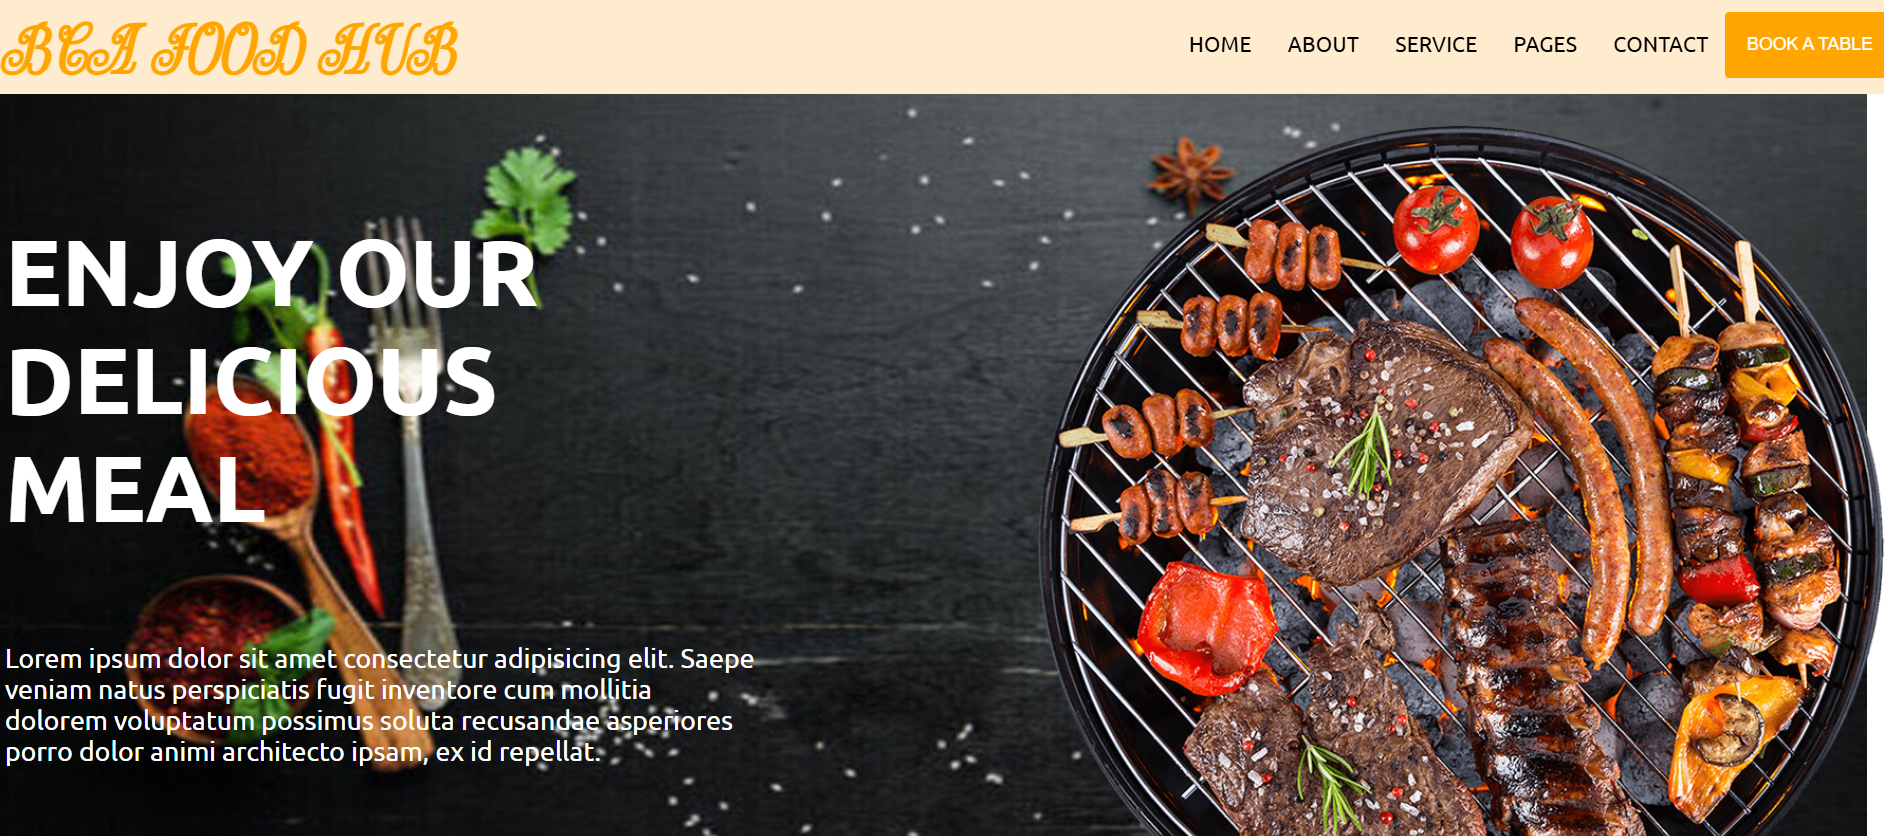 BCA FOOD HUB
HOME ABOUT SERVICE PAGES CONTACT BOOK A TABLE
ENJOY OUR
DELICIOUS
MEAL
Lorem ipsum dolor sit amet consectetur adipisicing elit. Saepe
veniam natus perspiciatis fugit inventore cum mollitia
dolorem voluptatum possimus soluta recusandae asperiores
porro dolor animi architecto ipsam, ex id repellat.